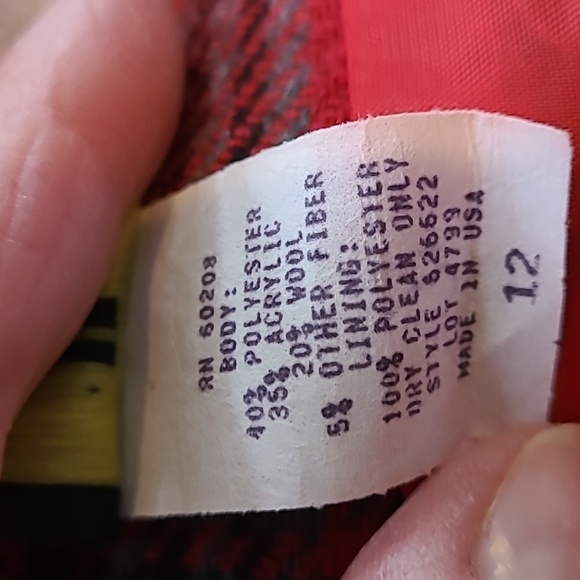 RN 60208
BODY:
40% POLYESTER
35% ACRYLIC
20% WOOL
5% OTHER FIBER
LINING:
100% POLYESTER
DRY CLEAN ONLY
STYLE 626622
LOT 4799
MADE IN USA
12